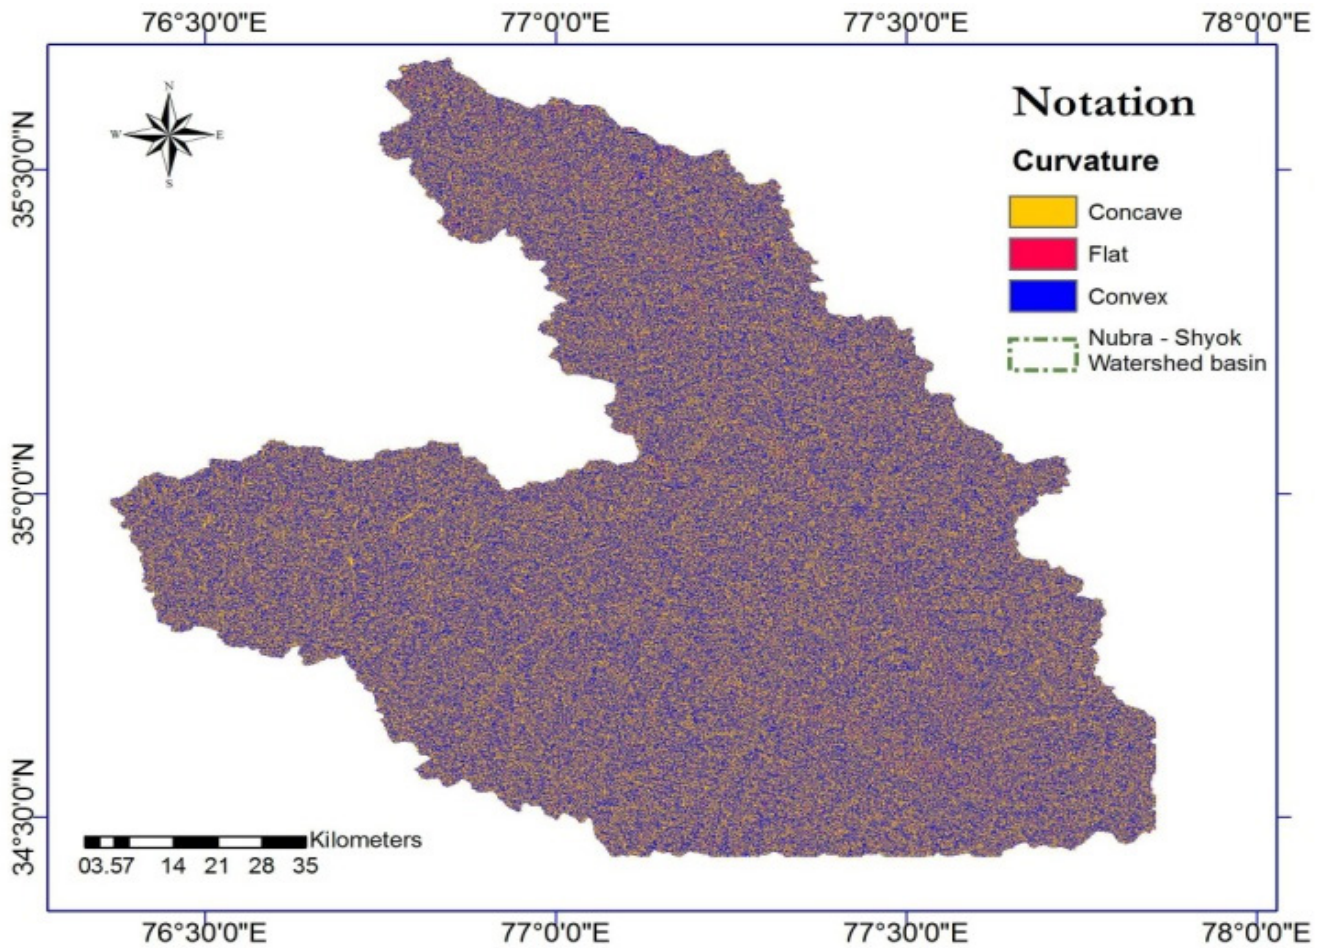 76°30'0"E 77°0'0"E 77°30'0"E 78°0'0"E
N
W E
S
Notation
Curvature
Concave
Flat
Convex
Nubra - Shyok
Watershed basin
35°30'0"N
35°0'0"N
34°30'0"N
Kilometers
03.57 14 21 28 35
76°30'0"E 77°0'0"E 77°30'0"E 78°0'0"E